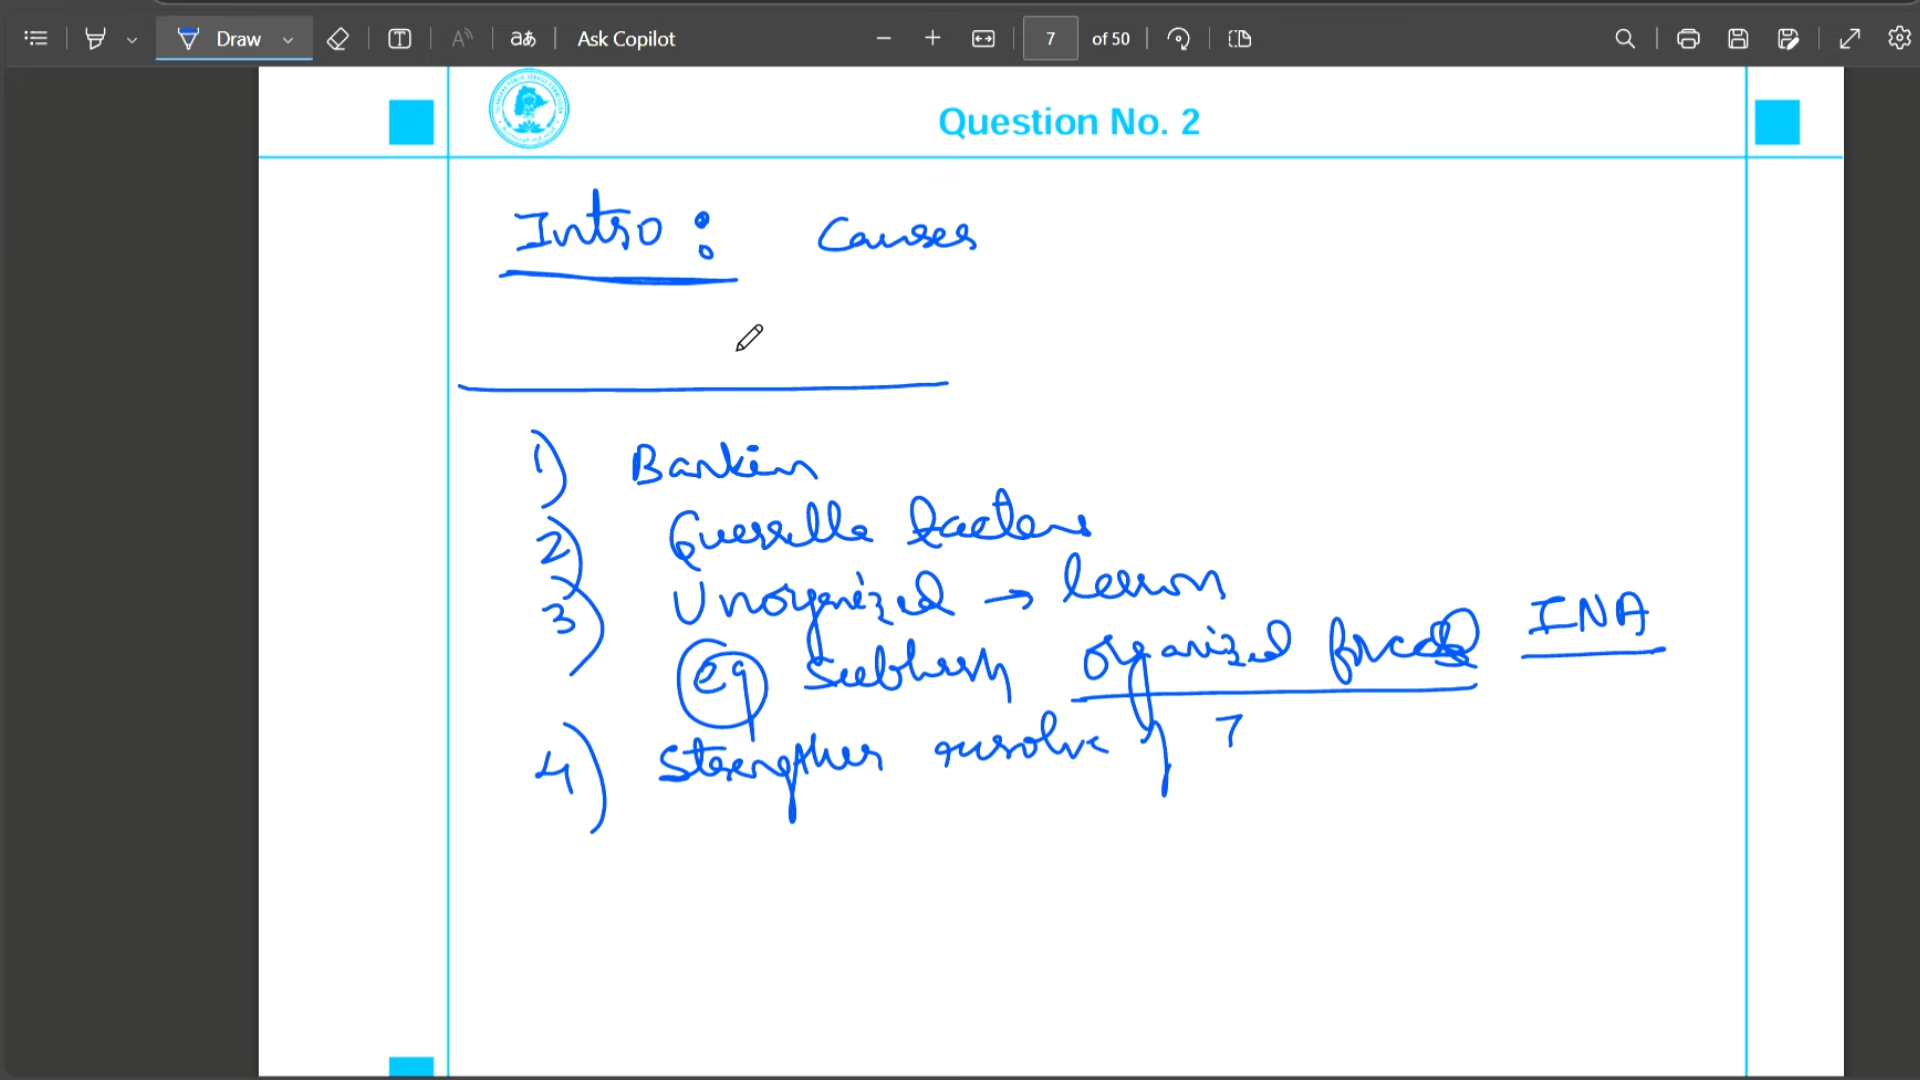 Draw
Ask Copilot
7
of 50
Question No. 2
Intro : Causes
1) Bankim
2) Guerrilla tactics
3) Unorganized → lesson
eg Subhash organized forces INA
4) Strengthen resolve 7